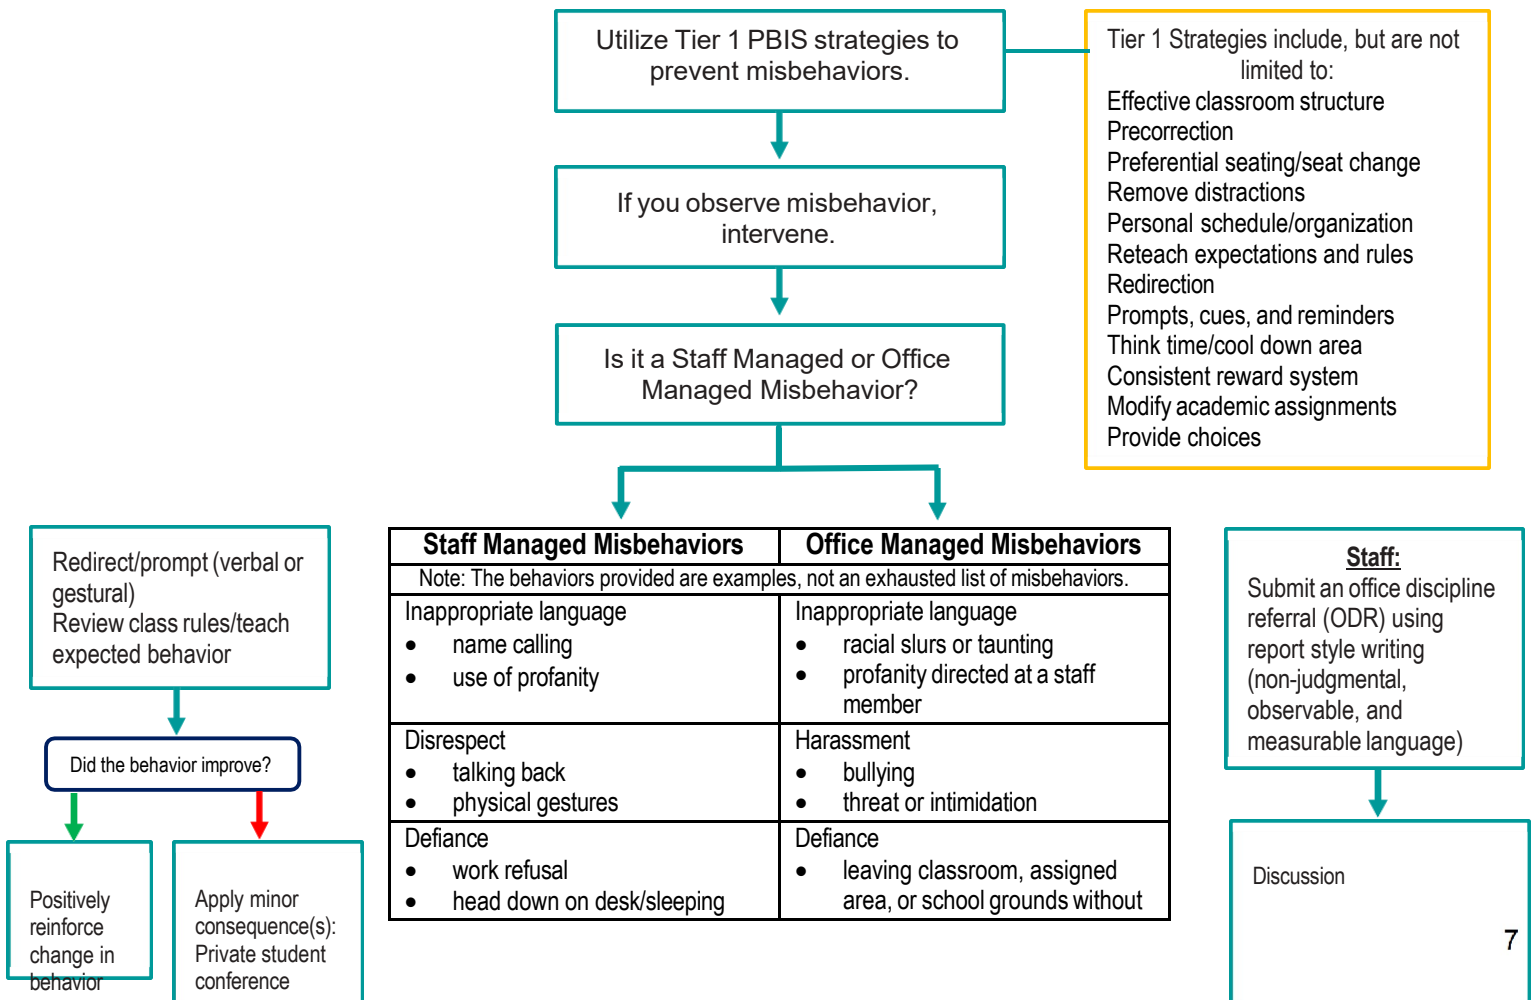 Utilize Tier 1 PBIS strategies to
prevent misbehaviors.
Tier 1 Strategies include, but are not
limited to:
Effective classroom structure
Precorrection
Preferential seating/seat change
Remove distractions
Personal schedule/organization
Reteach expectations and rules
Redirection
Prompts, cues, and reminders
Think time/cool down area
Consistent reward system
Modify academic assignments
Provide choices
If you observe misbehavior,
intervene.
Is it a Staff Managed or Office
Managed Misbehavior?
Redirect/prompt (verbal or
gestural)
Review class rules/teach
expected behavior
Did the behavior improve?
Positively
reinforce
change in
behavior
Apply minor
consequence(s):
Private student
conference
Staff Managed Misbehaviors
Office Managed Misbehaviors
Note: The behaviors provided are examples, not an exhausted list of misbehaviors.
Inappropriate language
• name calling
• use of profanity
Inappropriate language
• racial slurs or taunting
• profanity directed at a staff
member
Disrespect
• talking back
• physical gestures
Harassment
• bullying
• threat or intimidation
Defiance
• work refusal
• head down on desk/sleeping
Defiance
• leaving classroom, assigned
area, or school grounds without
Staff:
Submit an office discipline
referral (ODR) using
report style writing
(non-judgmental,
observable, and
measurable language)
Discussion
7